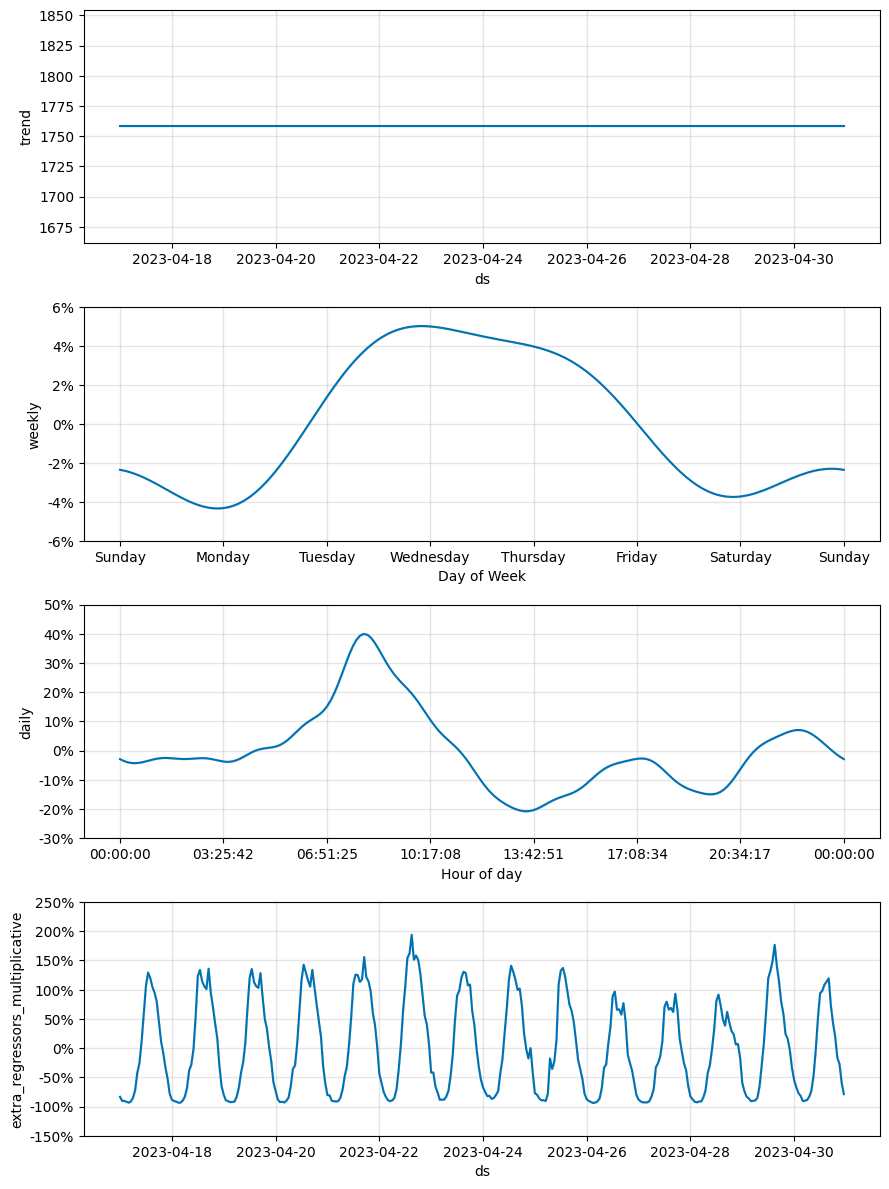 1850
1825
1800
1775
1750
1725
1700
1675
trend
2023-04-18 2023-04-20 2023-04-22 2023-04-24 2023-04-26 2023-04-28 2023-04-30
ds
6%
4%
2%
0%
-2%
-4%
-6%
weekly
Sunday Monday Tuesday Wednesday Thursday Friday Saturday Sunday
Day of Week
50%
40%
30%
20%
10%
0%
-10%
-20%
-30%
daily
00:00:00 03:25:42 06:51:25 10:17:08 13:42:51 17:08:34 20:34:17 00:00:00
Hour of day
250%
200%
150%
100%
50%
0%
-50%
-100%
-150%
extra_regressors_multiplicative
2023-04-18 2023-04-20 2023-04-22 2023-04-24 2023-04-26 2023-04-28 2023-04-30
ds